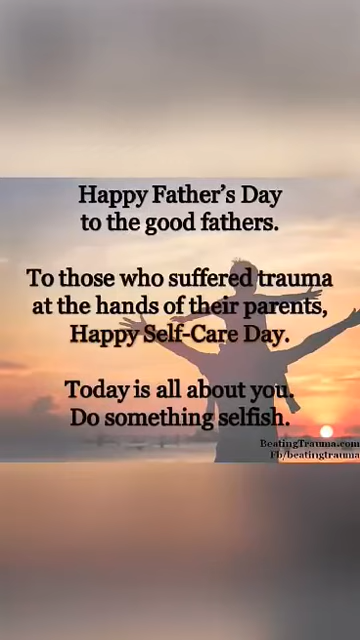 Happy Father's Day
to the good fathers.
To those who suffered trauma
at the hands of their parents,
Happy Self-Care Day.
Today is all about you.
Do something selfish.
BeatingTrauma.com
Fb/beatingtrauma